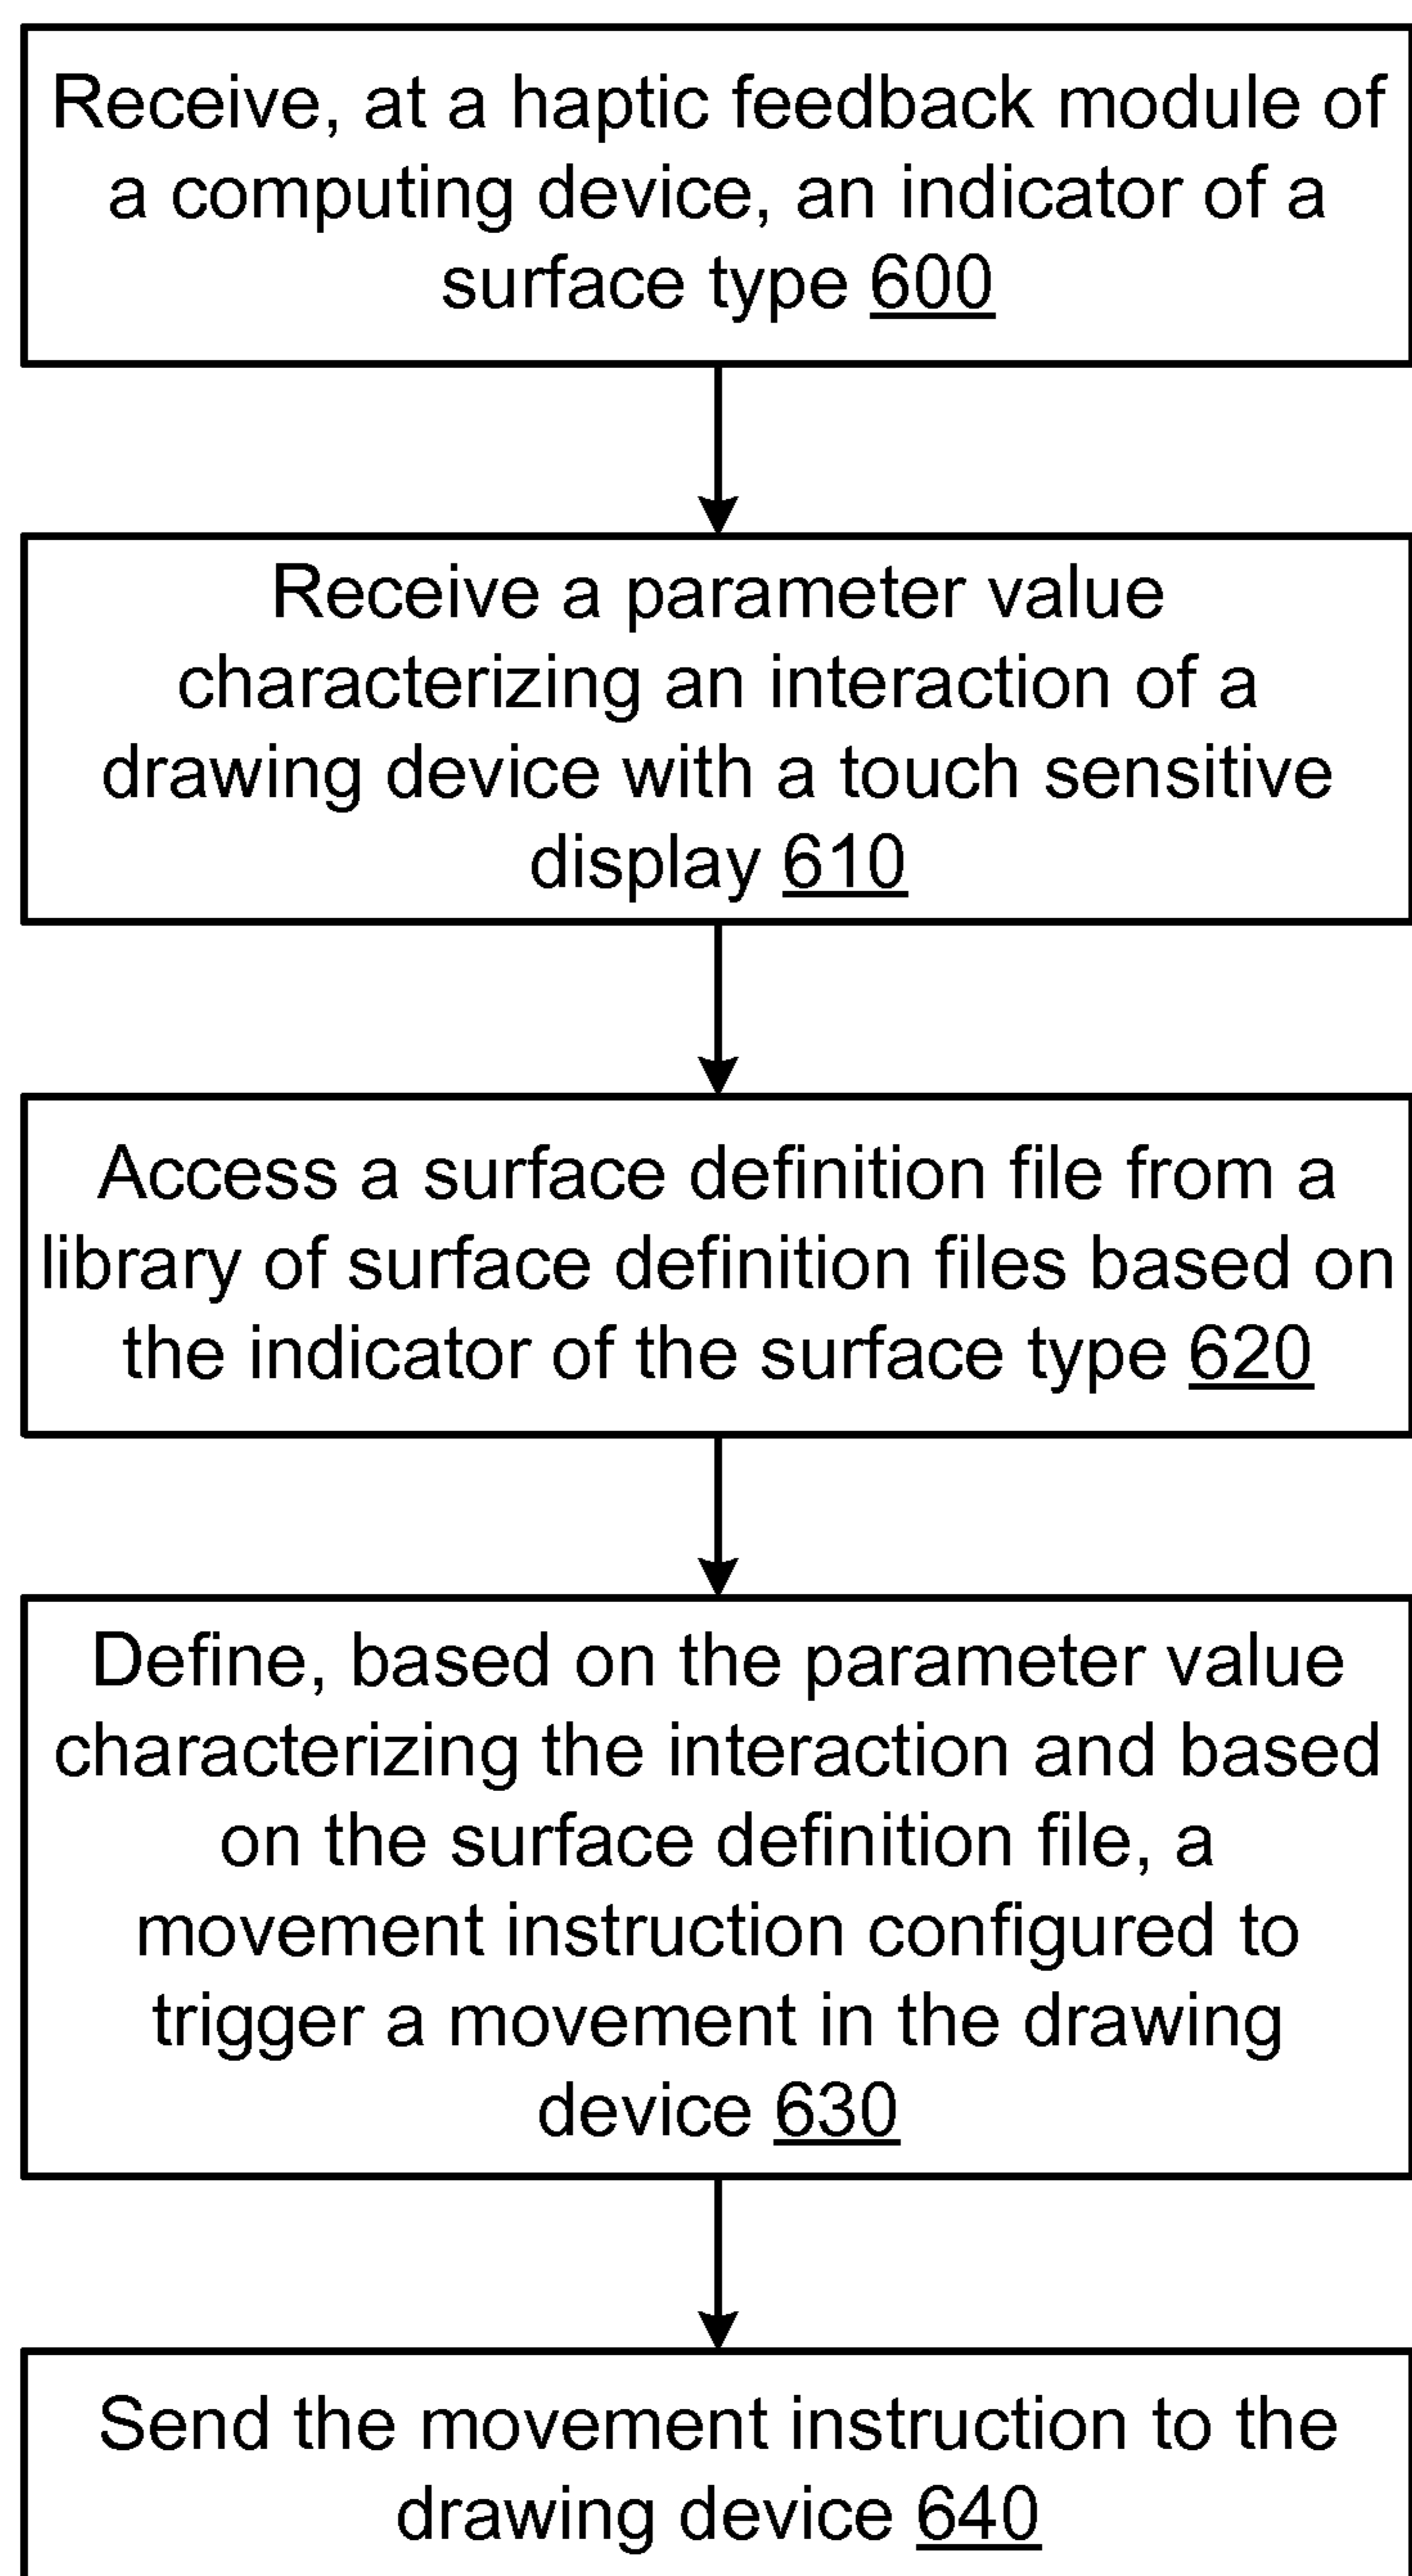 Receive, at a haptic feedback module of
a computing device, an indicator of a
surface type 600
Receive a parameter value
characterizing an interaction of a
drawing device with a touch sensitive
display 610
Access a surface definition file from a
library of surface definition files based on
the indicator of the surface type 620
Define, based on the parameter value
characterizing the interaction and based
on the surface definition file, a
movement instruction configured to
trigger a movement in the drawing
device 630
Send the movement instruction to the
drawing device 640